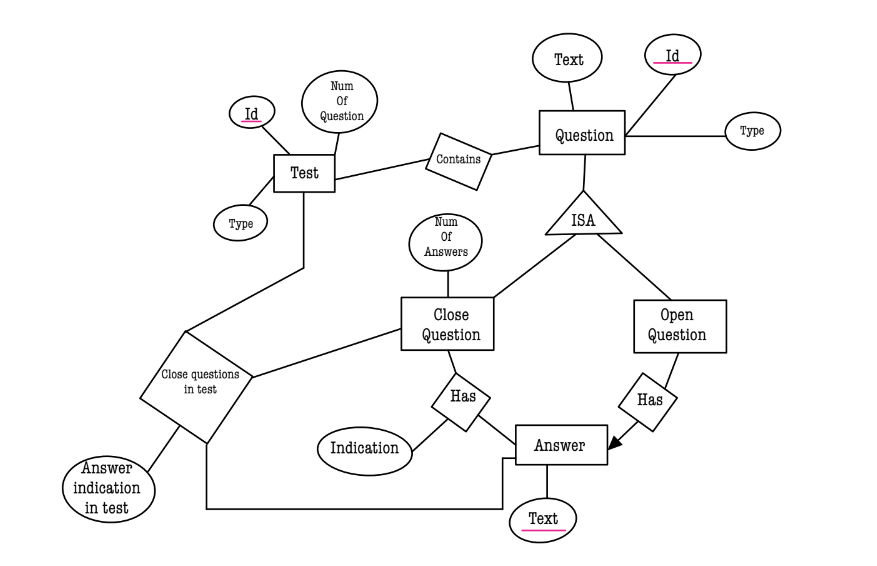 Text
Id
Num
Of
Question
Id
Type
Question
Contains
Test
Type
ISA
Num
Of
Answers
Close
Question
Open
Question
Close questions
in test
Has
Has
Indication
Answer
Answer
indication
in test
Text